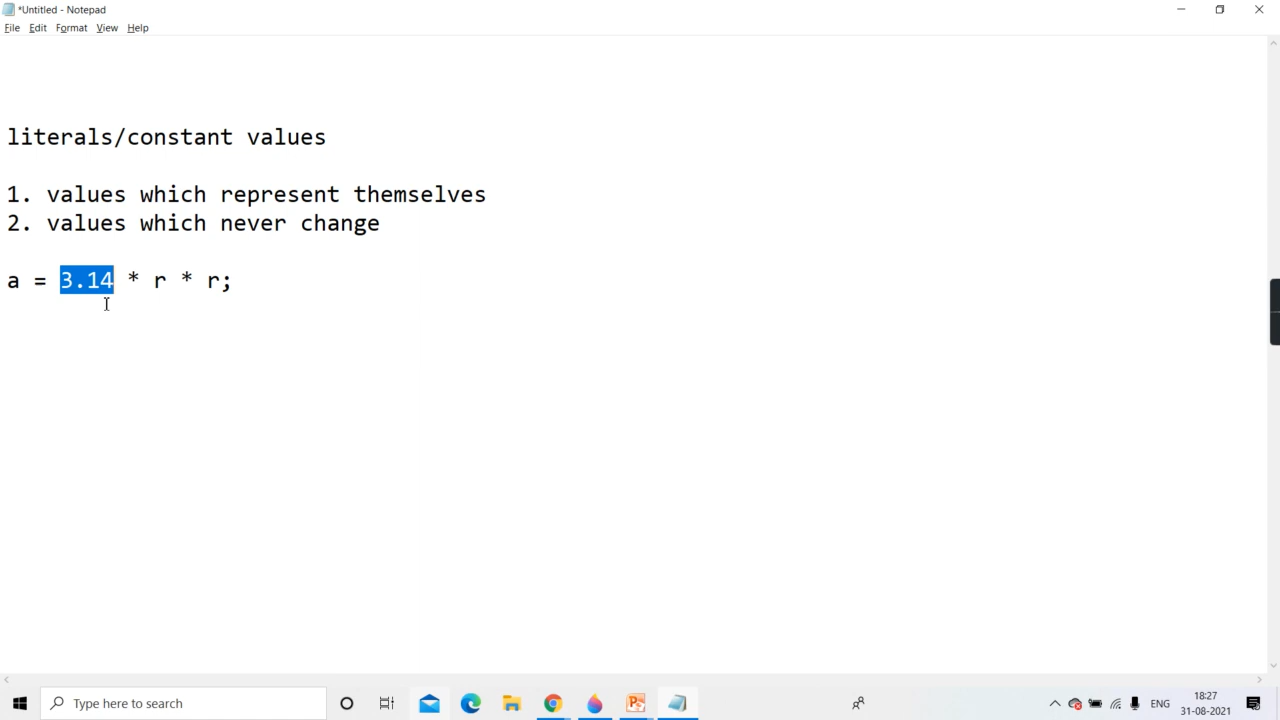 *Untitled - Notepad
File Edit Format View Help
literals/constant values
1. values which represent themselves
2. values which never change
a = 3.14 * r * r;
Type here to search
ENG
18:27
31-08-2021